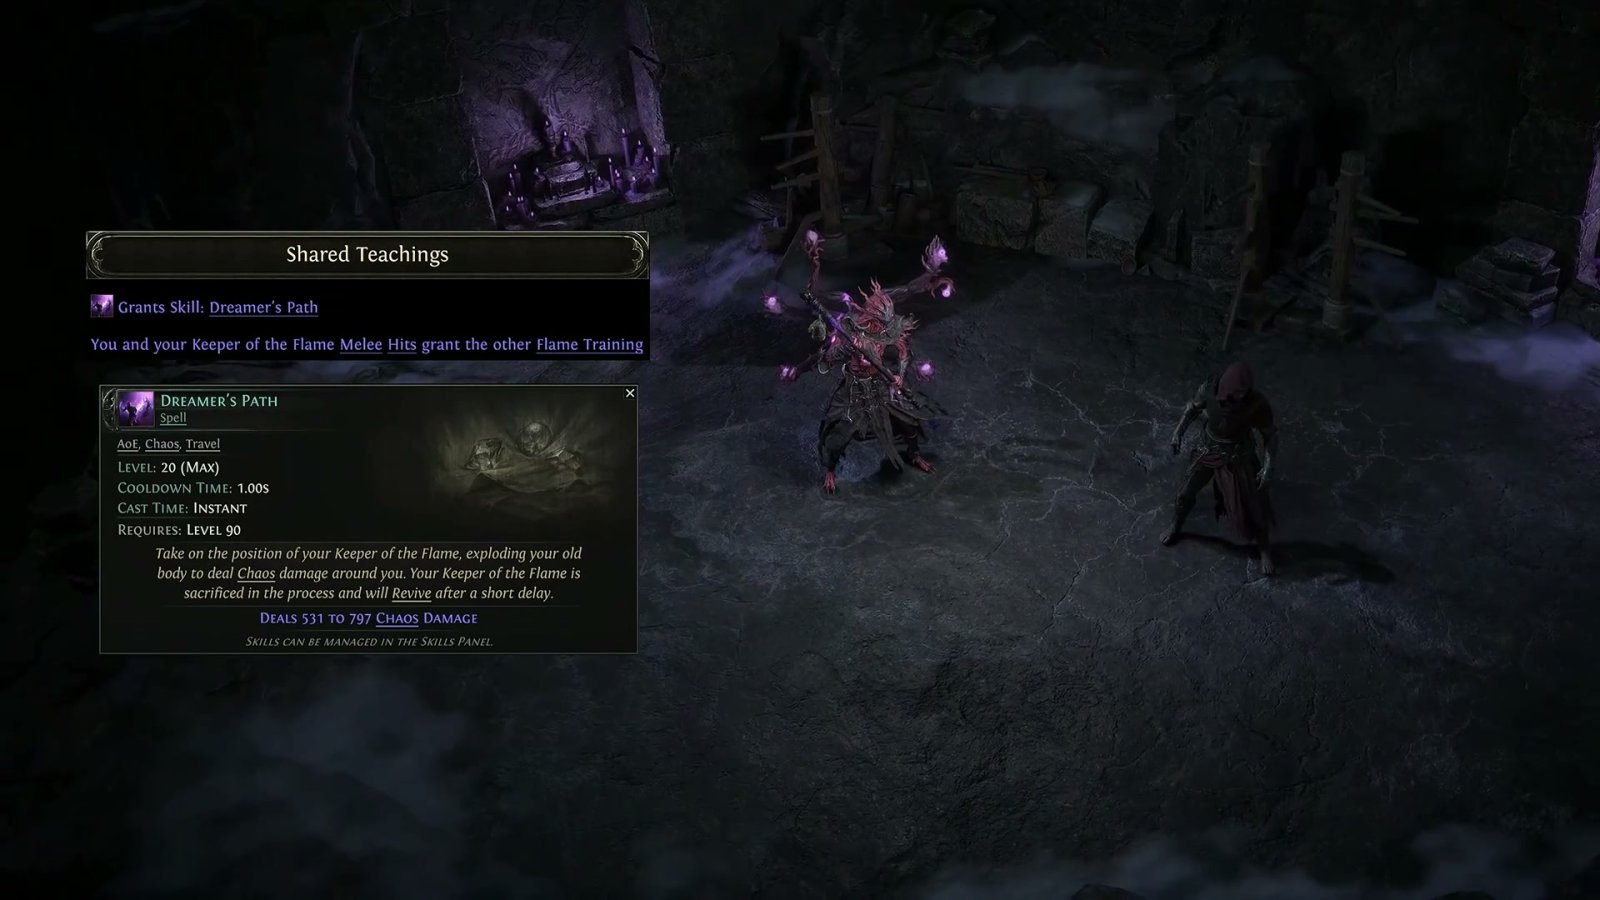 Shared Teachings
Grants Skill: Dreamer's Path
You and your Keeper of the Flame Melee Hits grant the other Flame Training
Dreamer's Path
Spell
AoE, Chaos, Travel
Level: 20 (Max)
Cooldown Time: 1.00s
Cast Time: Instant
Requires: Level 90
Take on the position of your Keeper of the Flame, exploding your old
body to deal Chaos damage around you. Your Keeper of the Flame is
sacrificed in the process and will Revive after a short delay.
Deals 531 to 797 Chaos Damage
Skills can be managed in the Skills Panel.